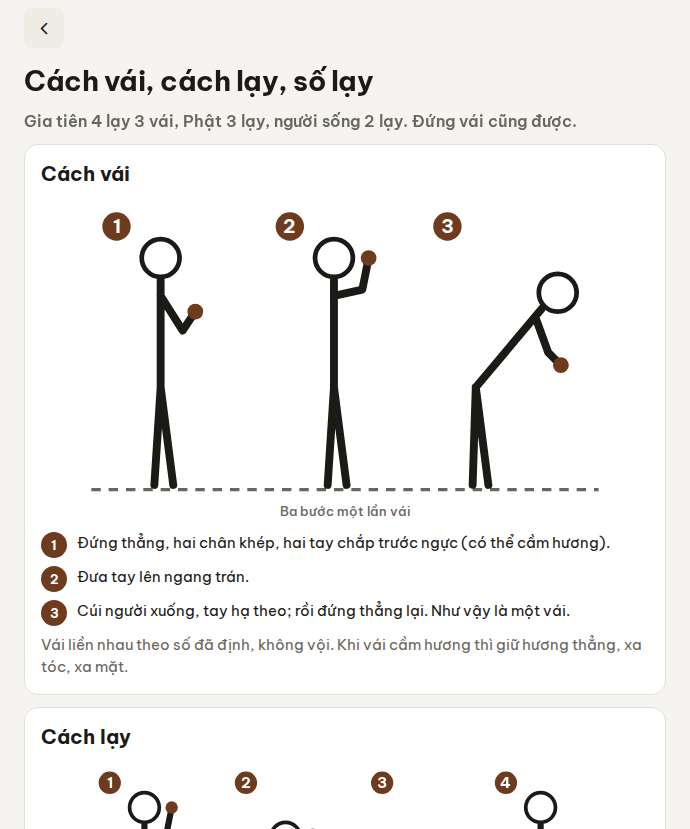 Cách vái, cách lạy, số lạy
Gia tiên 4 lạy 3 vái, Phật 3 lạy, người sống 2 lạy. Đứng vái cũng được.
Cách vái
1 2 3
Ba bước một lần vái
1 Đứng thẳng, hai chân khép, hai tay chắp trước ngực (có thể cầm hương).
2 Đưa tay lên ngang trán.
3 Cúi người xuống, tay hạ theo; rồi đứng thẳng lại. Như vậy là một vái.
Vái liền nhau theo số đã định, không vội. Khi vái cầm hương thì giữ hương thẳng, xa
tóc, xa mặt.
Cách lạy
1 2 3 4